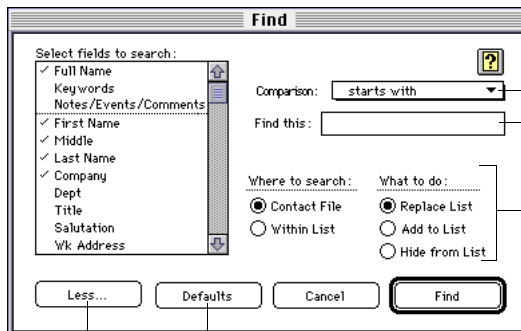 Find
Select fields to search:
✓ Full Name
Keywords
Notes/Events/Comments
✓ First Name
✓ Middle
✓ Last Name
✓ Company
Dept
Title
Salutation
Wk Address
?
Comparison: starts with
Find this:
Where to search:
Contact File
Within List
What to do:
Replace List
Add to List
Hide from List
Less...
Defaults
Cancel
Find